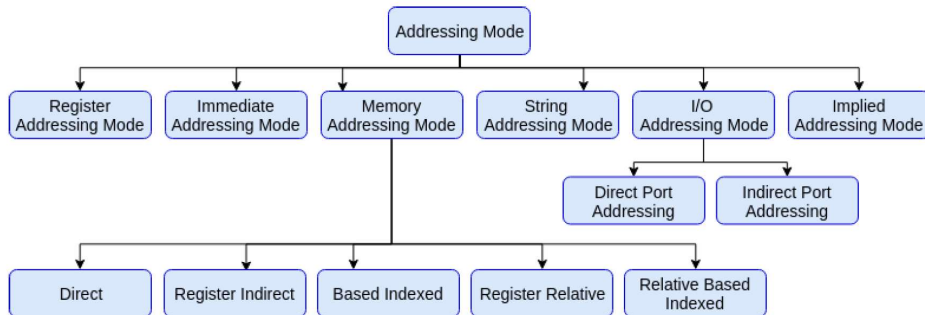 Addressing Mode
Register
Addressing Mode
Immediate
Addressing Mode
Memory
Addressing Mode
String
Addressing Mode
I/O
Addressing Mode
Implied
Addressing Mode
Direct Port
Addressing
Indirect Port
Addressing
Direct
Register Indirect
Based Indexed
Register Relative
Relative Based
Indexed